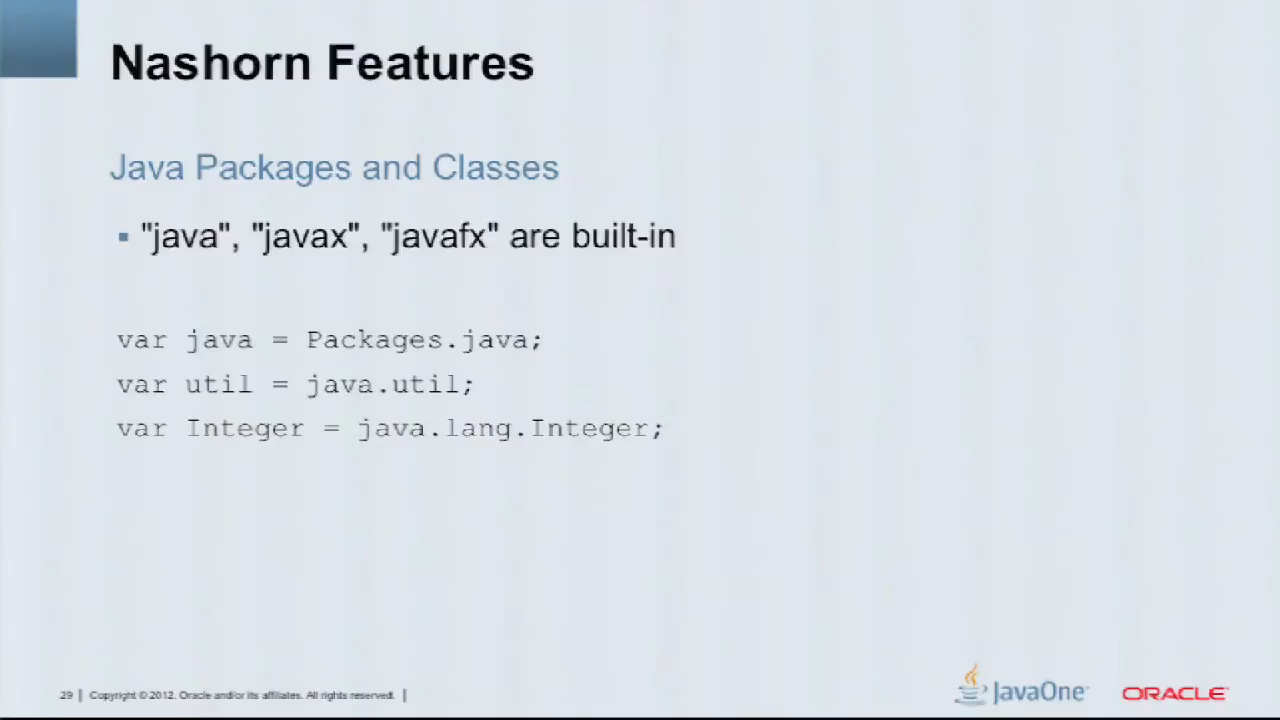 Nashorn Features
Java Packages and Classes
▪ "java", "javax", "javafx" are built-in
var java = Packages.java;
var util = java.util;
var Integer = java.lang.Integer;
29 | Copyright © 2012, Oracle and/or its affiliates. All rights reserved. |
JavaOne
ORACLE